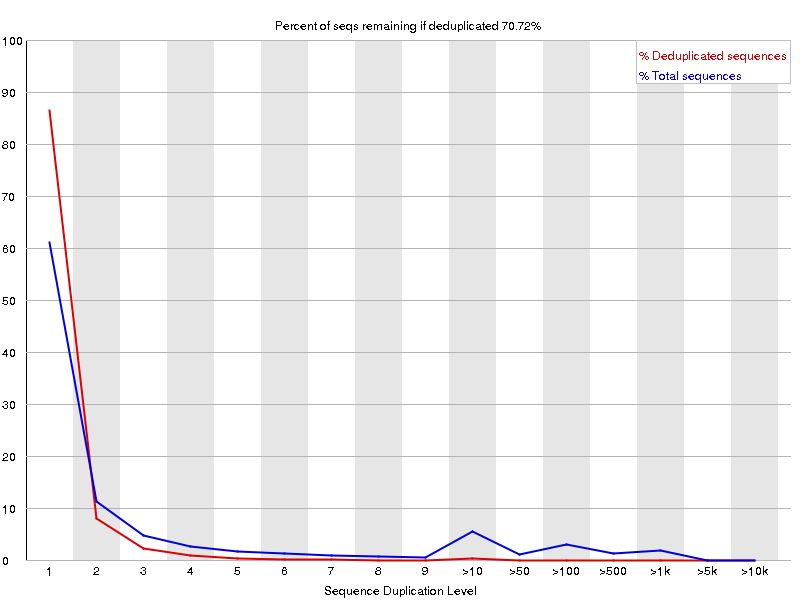 Percent of seqs remaining if deduplicated 70.72%
% Deduplicated sequences
% Total sequences
100
90
80
70
60
50
40
30
20
10
0
1 2 3 4 5 6 7 8 9 >10 >50 >100 >500 >1k >5k >10k
Sequence Duplication Level